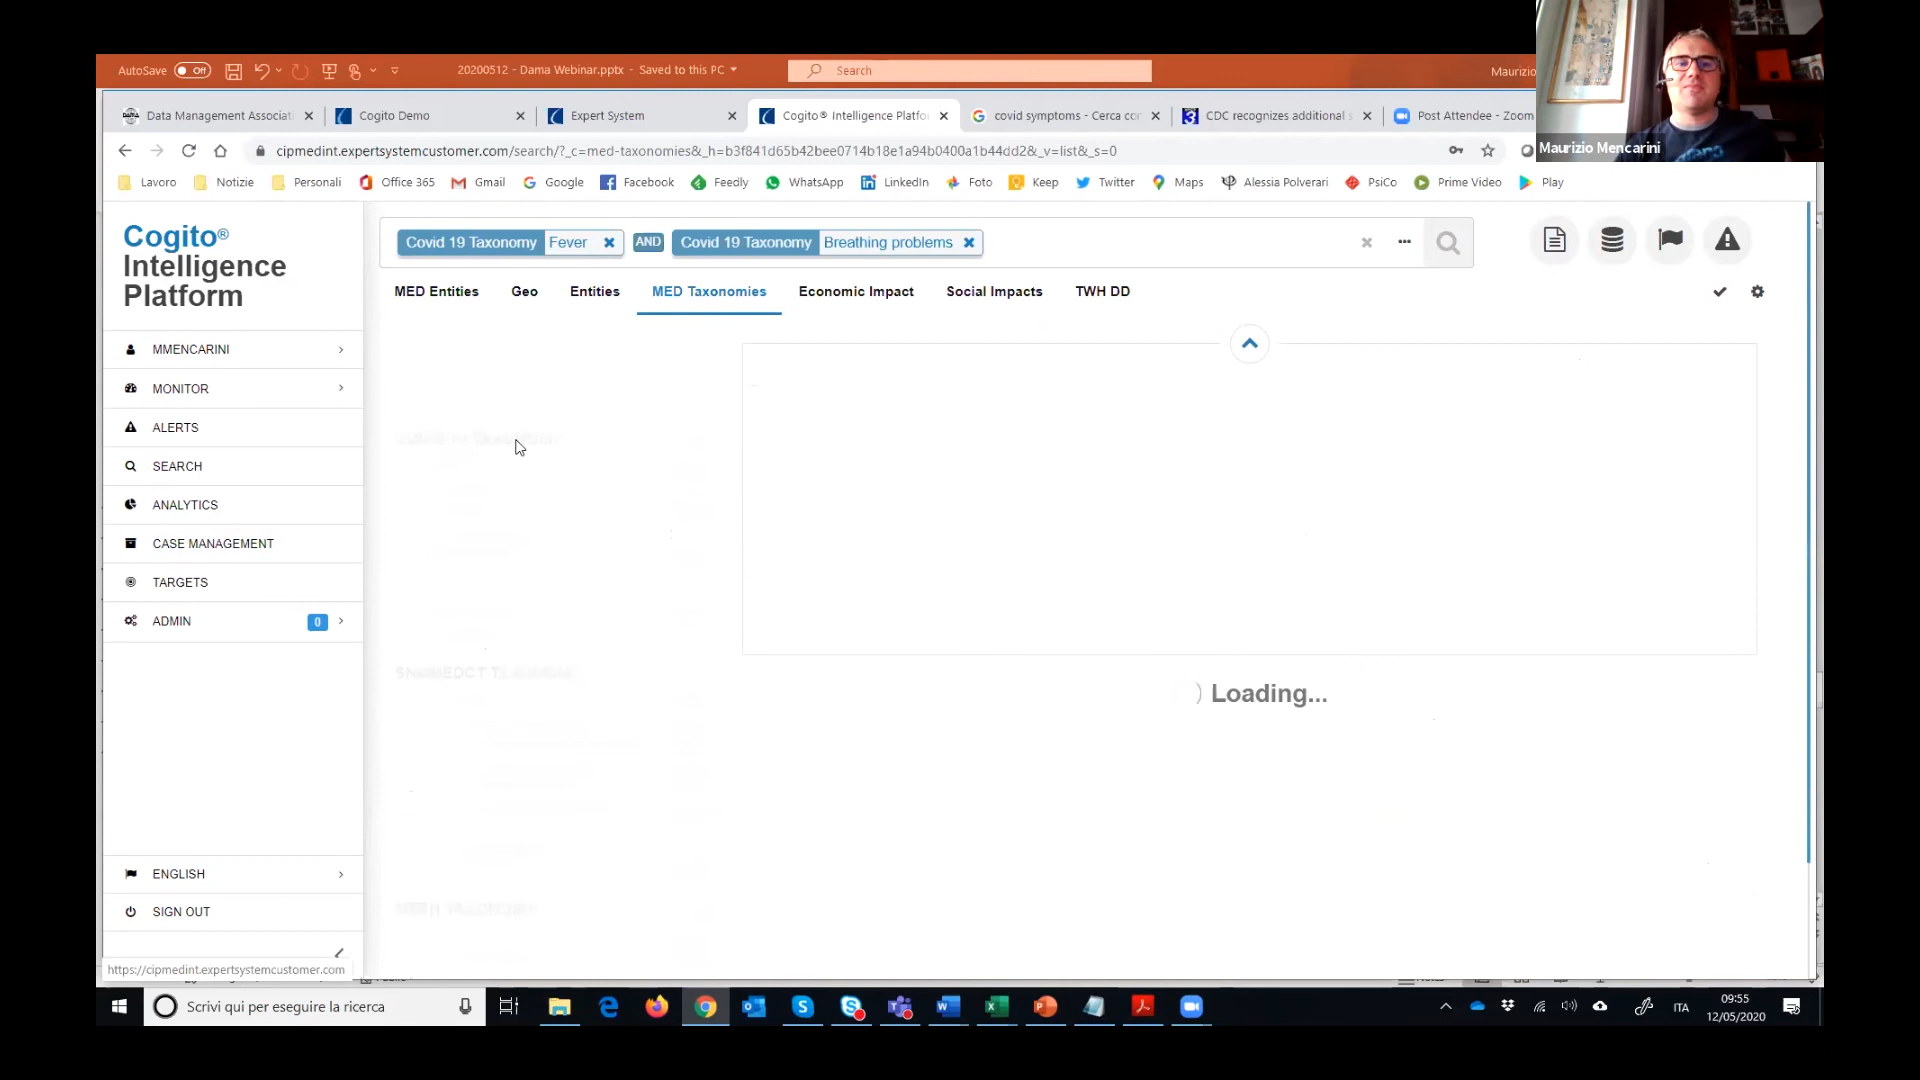 AutoSave Off 20200512 - Dama Webinar.pptx - Saved to this PC Search Maurizio
Data Management Associati Cogito Demo Expert System Cogito® Intelligence Platfor covid symptoms - Cerca con CDC recognizes additional s Post Attendee - Zoom
cipmedint.expertsystemcustomer.com/search/?_c=med-taxonomies&_h=b3f841d65b42bee0714b18e1a94b0400a1b44dd2&_v=list&_s=0
Maurizio Mencarini
Lavoro Notizie Personali Office 365 Gmail Google Facebook Feedly WhatsApp LinkedIn Foto Keep Twitter Maps Alessia Polverari PsiCo Prime Video Play
Cogito®
Intelligence
Platform
Covid 19 Taxonomy Fever AND Covid 19 Taxonomy Breathing problems
MED Entities Geo Entities MED Taxonomies Economic Impact Social Impacts TWH DD
MMENCARINI
MONITOR
ALERTS
SEARCH
ANALYTICS
CASE MANAGEMENT
TARGETS
ADMIN 0
Loading...
ENGLISH
SIGN OUT
https://cipmedint.expertsystemcustomer.com
Scrivi qui per eseguire la ricerca
ITA
09:55
12/05/2020